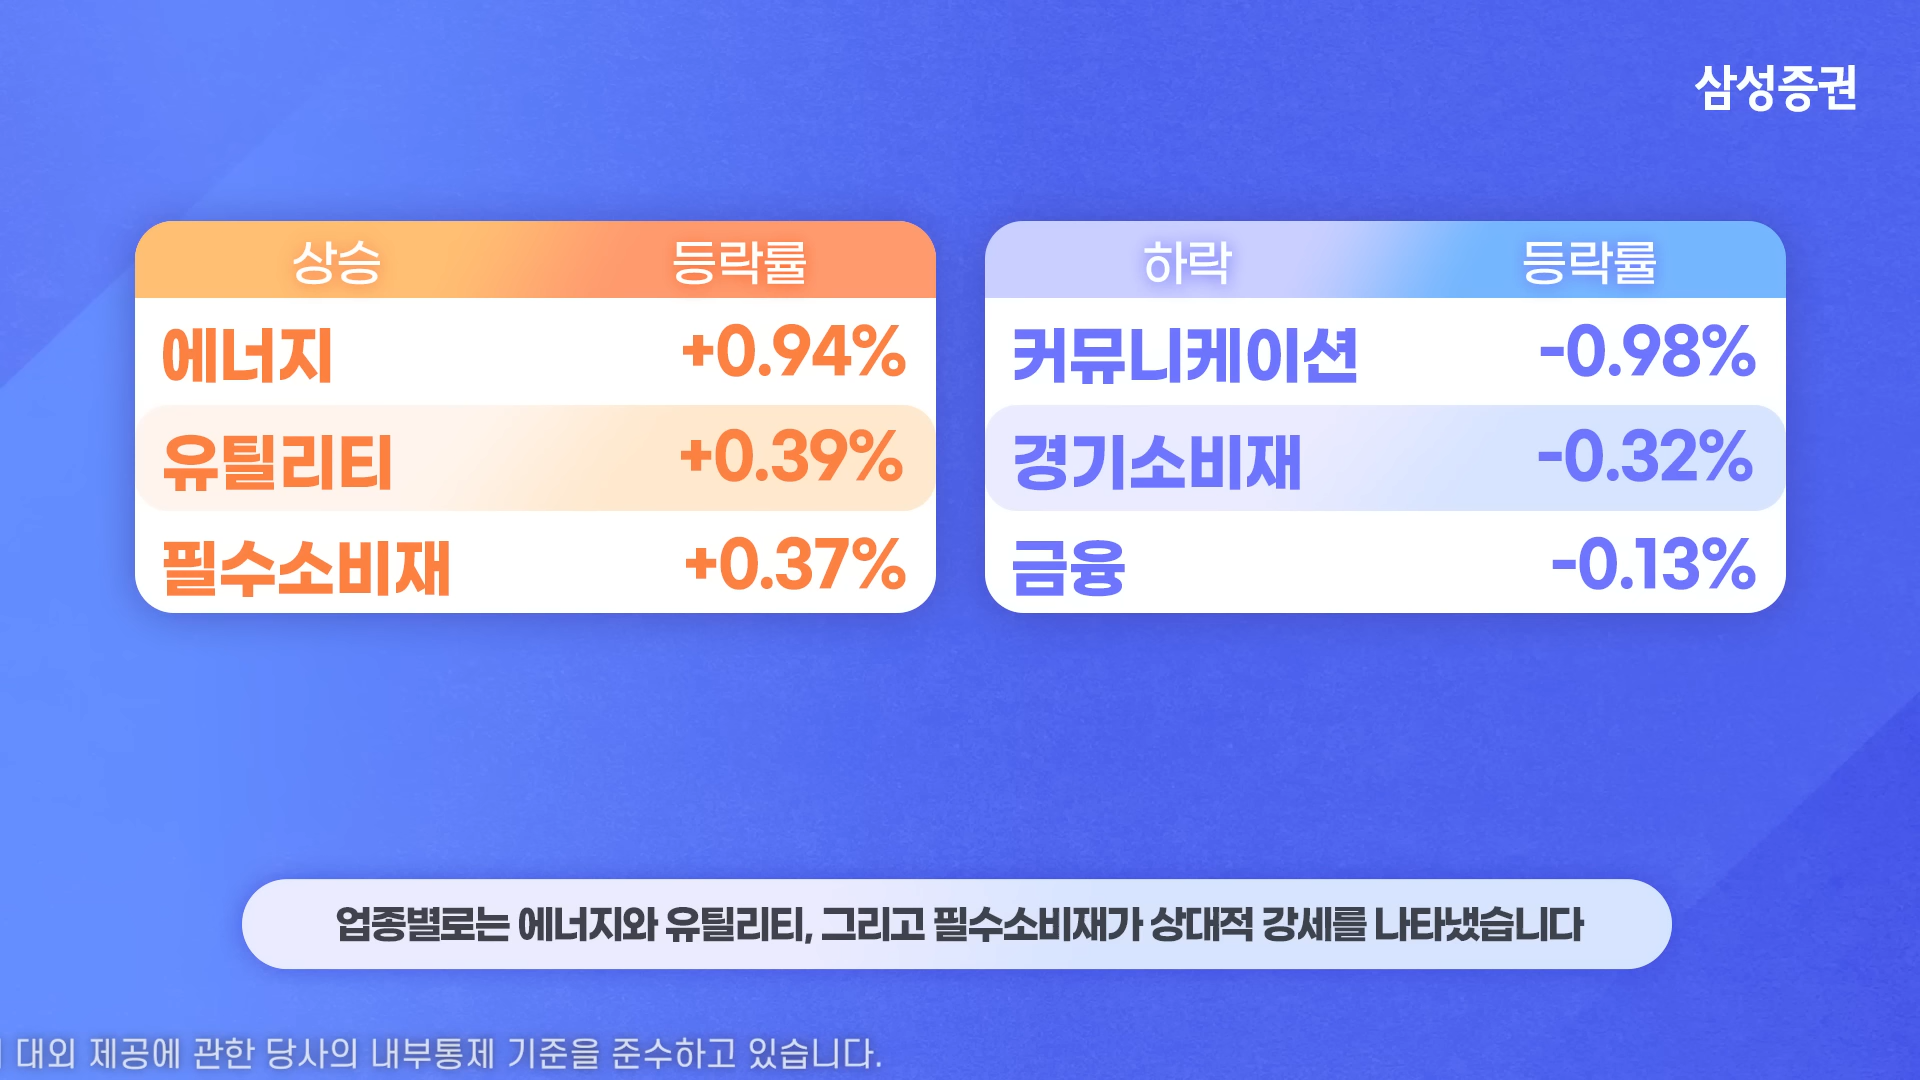 삼성증권
상승 등락률
에너지 +0.94%
유틸리티 +0.39%
필수소비재 +0.37%
하락 등락률
커뮤니케이션 -0.98%
경기소비재 -0.32%
금융 -0.13%
업종별로는 에너지와 유틸리티, 그리고 필수소비재가 상대적 강세를 나타냈습니다
대외 제공에 관한 당사의 내부통제 기준을 준수하고 있습니다.